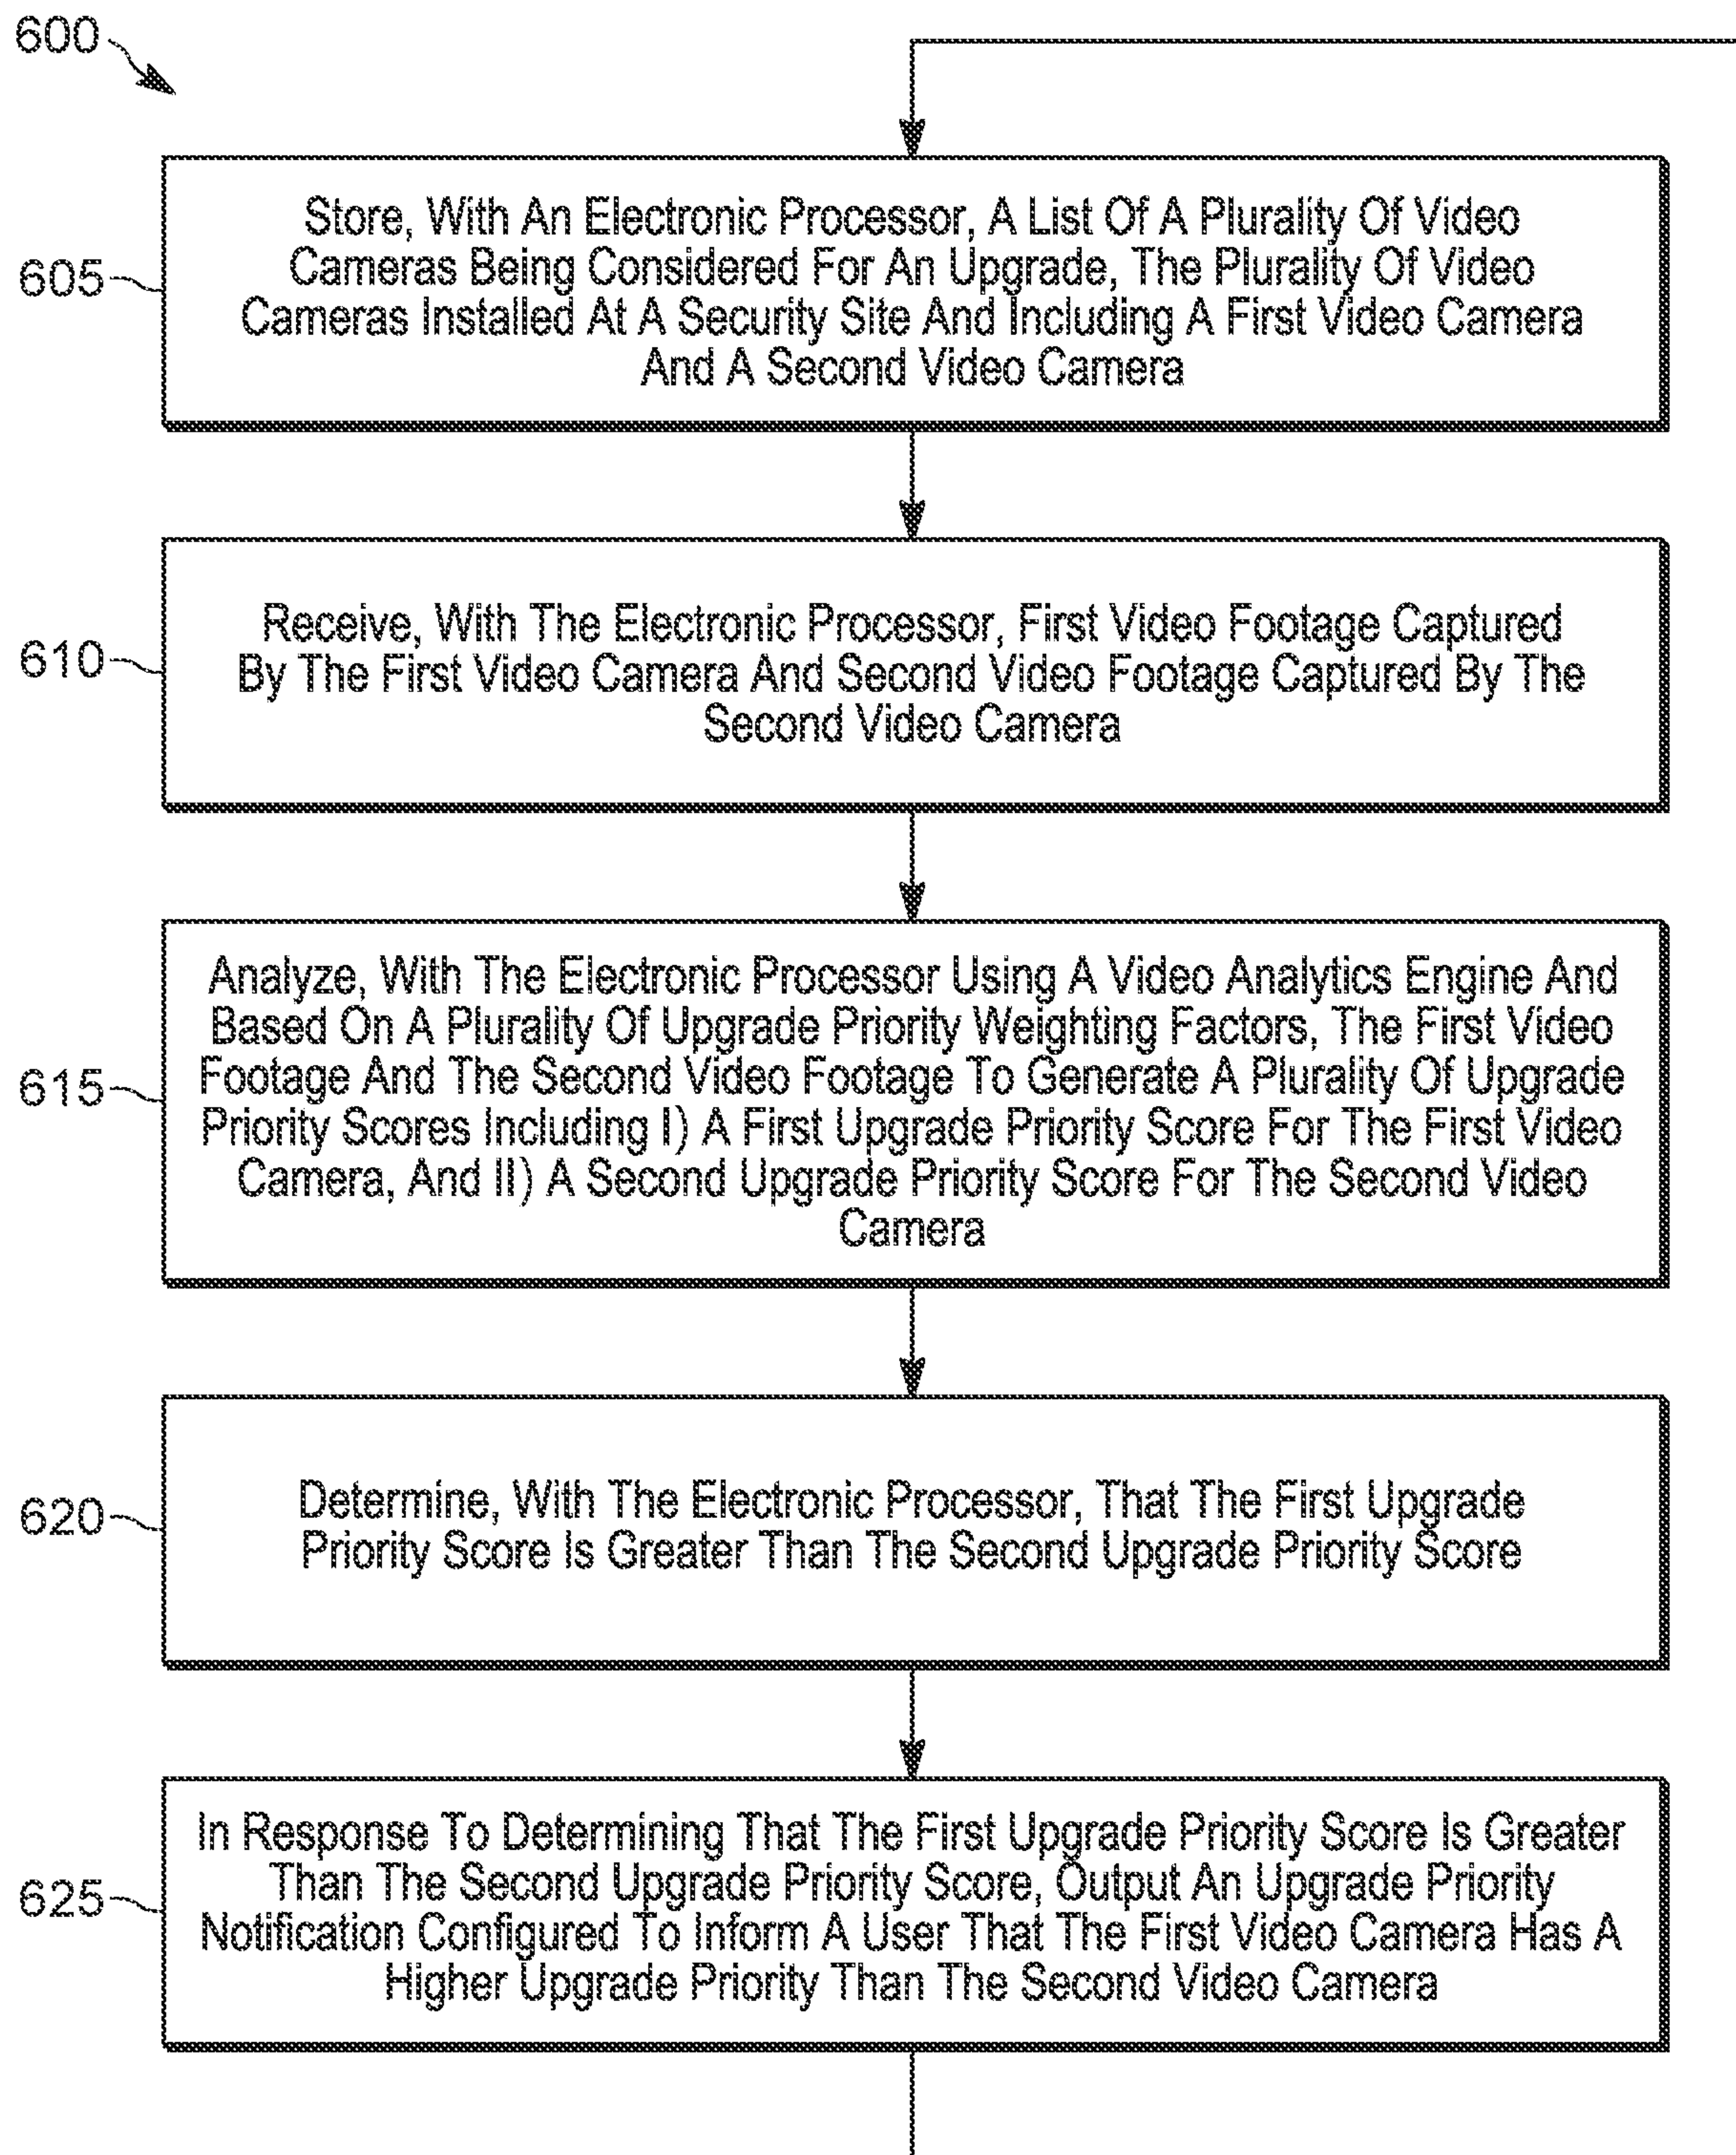 600
605
Store, With An Electronic Processor, A List Of A Plurality Of Video
Cameras Being Considered For An Upgrade, The Plurality Of Video
Cameras Installed At A Security Site And Including A First Video Camera
And A Second Video Camera
610
Receive, With The Electronic Processor, First Video Footage Captured
By The First Video Camera And Second Video Footage Captured By The
Second Video Camera
615
Analyze, With The Electronic Processor Using A Video Analytics Engine And
Based On A Plurality Of Upgrade Priority Weighting Factors, The First Video
Footage And The Second Video Footage To Generate A Plurality Of Upgrade
Priority Scores Including I) A First Upgrade Priority Score For The First Video
Camera, And II) A Second Upgrade Priority Score For The Second Video
Camera
620
Determine, With The Electronic Processor, That The First Upgrade
Priority Score Is Greater Than The Second Upgrade Priority Score
625
In Response To Determining That The First Upgrade Priority Score Is Greater
Than The Second Upgrade Priority Score, Output An Upgrade Priority
Notification Configured To Inform A User That The First Video Camera Has A
Higher Upgrade Priority Than The Second Video Camera